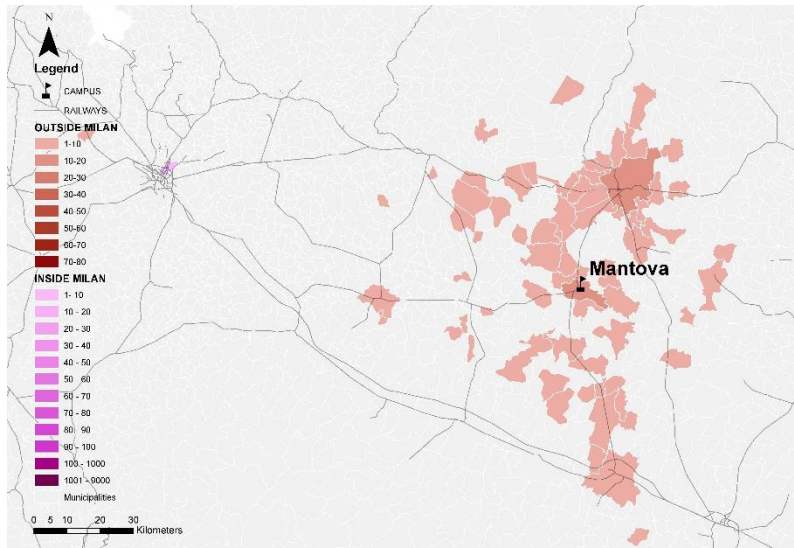 N
Legend
CAMPUS
RAILWAYS
OUTSIDE MILAN
1-10
10-20
20-30
30-40
40-50
50-60
60-70
70-80
INSIDE MILAN
1- 10
10 - 20
20 - 30
30 - 40
40 - 50
50 - 60
60 - 70
70 - 80
80 - 90
90 - 100
100 - 1000
1001 - 9000
Municipalities
0 5 10 20 30
Kilometers
Mantova